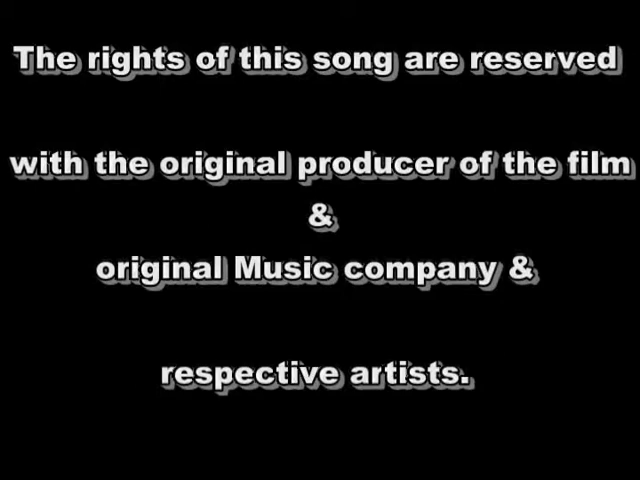 The rights of this song are reserved
with the original producer of the film
&
original Music company &
respective artists.